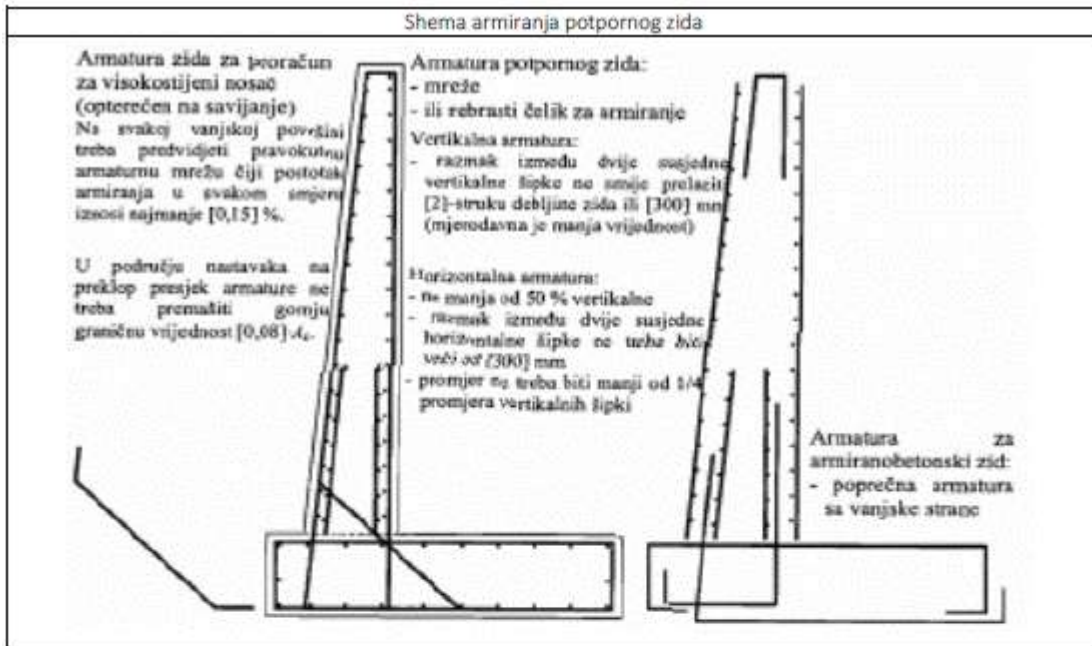 Shema armiranja potpornog zida
Armatura zida za proračun
za visokostijeni nosač
(opterećen na savijanje)
Na svakoj vanjskoj površini
treba predvidjeti pravokutnu
armaturnu mrežu čiji postotak
armiranja u svakom smjeru
iznosi najmanje [0,15] %.
U području nastavaka na
preklop presjek armature ne
treba premašiti gornju
graničnu vrijednost [0,08] Ac.
Armatura potpornog zida:
- mreže
- ili rebrasti čelik za armiranje
Vertikalna armatura:
- razmak između dvije susjedne
vertikalne šipke ne smije prelaziti
[2]-struku debljine zida ili [300] mm
(mjerodavna je manja vrijednost)
Horizontalna armatura:
- ne manja od 50 % vertikalne
- razmak između dvije susjedne
horizontalne šipke ne treba biti
veći od [300] mm
- promjer ne treba biti manji od 1/4
promjera vertikalnih šipki
Armatura za
armiranobetonski zid:
- poprečna armatura
sa vanjske strane